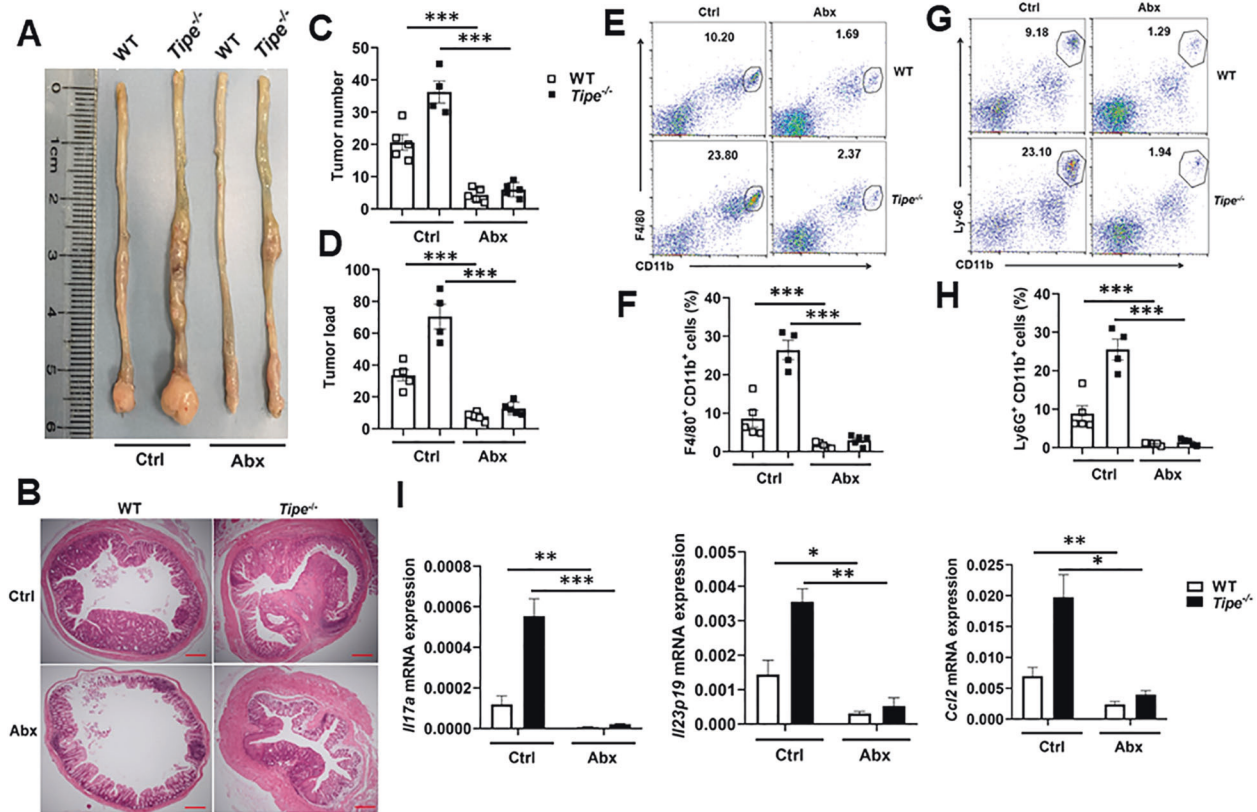 A
WT Tipe-/- WT Tipe-/-
0
1cm
2
3
4
5
6
Ctrl Abx
B
WT Tipe-/-
Ctrl
Abx
C
Tumor number
50
40
30
20
10
0
*** ***
WT
Tipe-/-
Ctrl Abx
D
Tumor load
100
80
60
40
20
0
*** ***
Ctrl Abx
E
Ctrl Abx
10.20 1.69
WT
23.80 2.37
Tipe-/-
F4/80
CD11b
F
F4/80+ CD11b+ cells (%)
40
30
20
10
0
*** ***
Ctrl Abx
G
Ctrl Abx
9.18 1.29
WT
23.10 1.94
Tipe-/-
Ly-6G
CD11b
H
Ly6G+ CD11b+ cells (%)
40
30
20
10
0
*** ***
Ctrl Abx
I
Il17a mRNA expression
0.0008
0.0006
0.0004
0.0002
0.0000
** ***
Ctrl Abx
Il23p19 mRNA expression
0.005
0.004
0.003
0.002
0.001
0.000
* **
Ctrl Abx
Ccl2 mRNA expression
0.025
0.020
0.015
0.010
0.005
0.000
** *
Ctrl Abx
WT
Tipe-/-